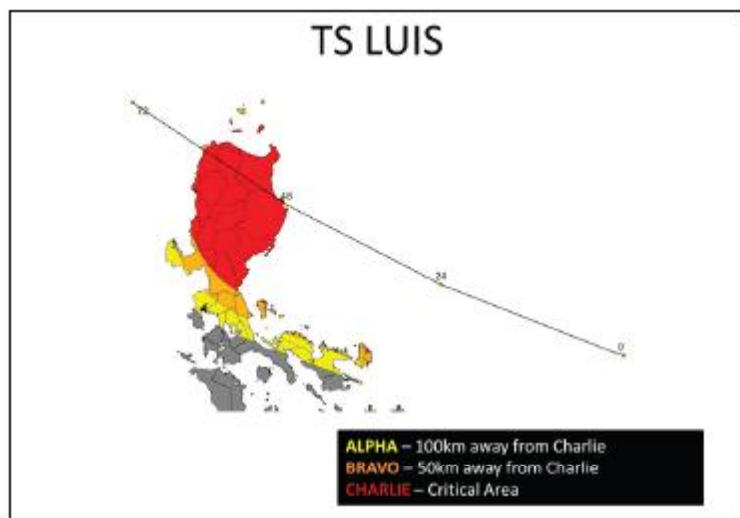 TS LUIS
72
48
24
0
ALPHA – 100km away from Charlie
BRAVO – 50km away from Charlie
CHARLIE – Critical Area